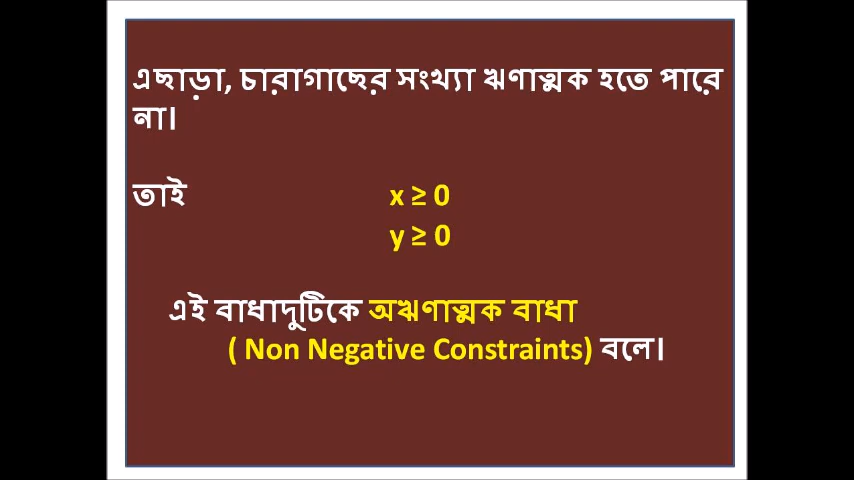 এছাড়া, চারাগাছের সংখ্যা ঋণাত্মক হতে পারে
না।
তাই x ≥ 0
y ≥ 0
এই বাধাদুটিকে অঋণাত্মক বাধা
( Non Negative Constraints) বলে।